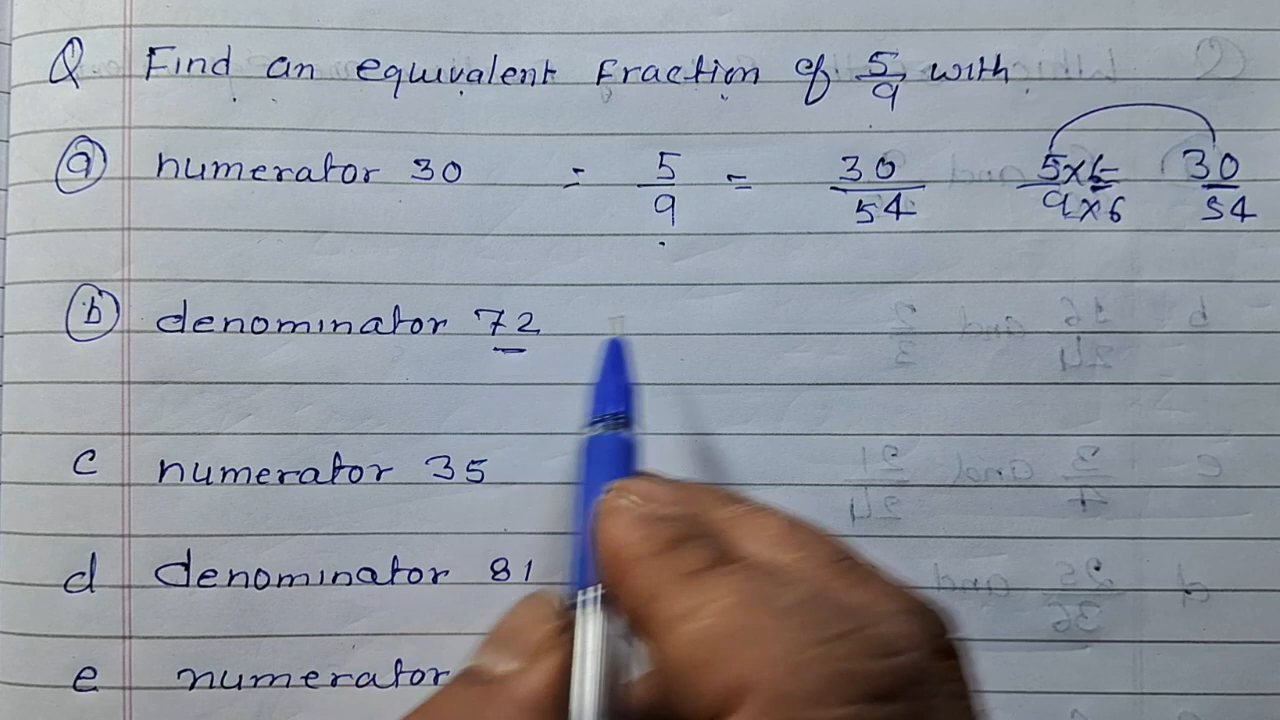 Q Find an equivalent Fraction of 5/9 with
a numerator 30 = 5/9 = 30/54 5×6/9×6 30/54
b denominator 72
c numerator 35
d denominator 81
e numerator